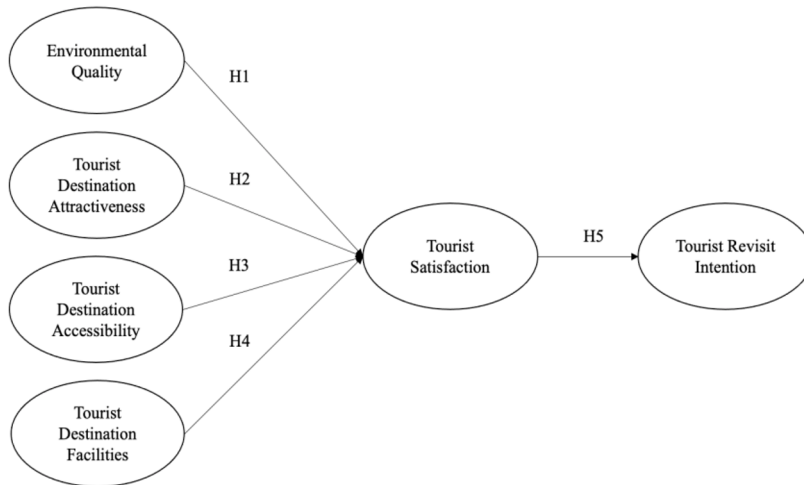 Environmental
Quality
H1
Tourist
Destination
Attractiveness
H2
Tourist
Destination
Accessibility
H3
Tourist
Destination
Facilities
H4
Tourist
Satisfaction
H5
Tourist Revisit
Intention